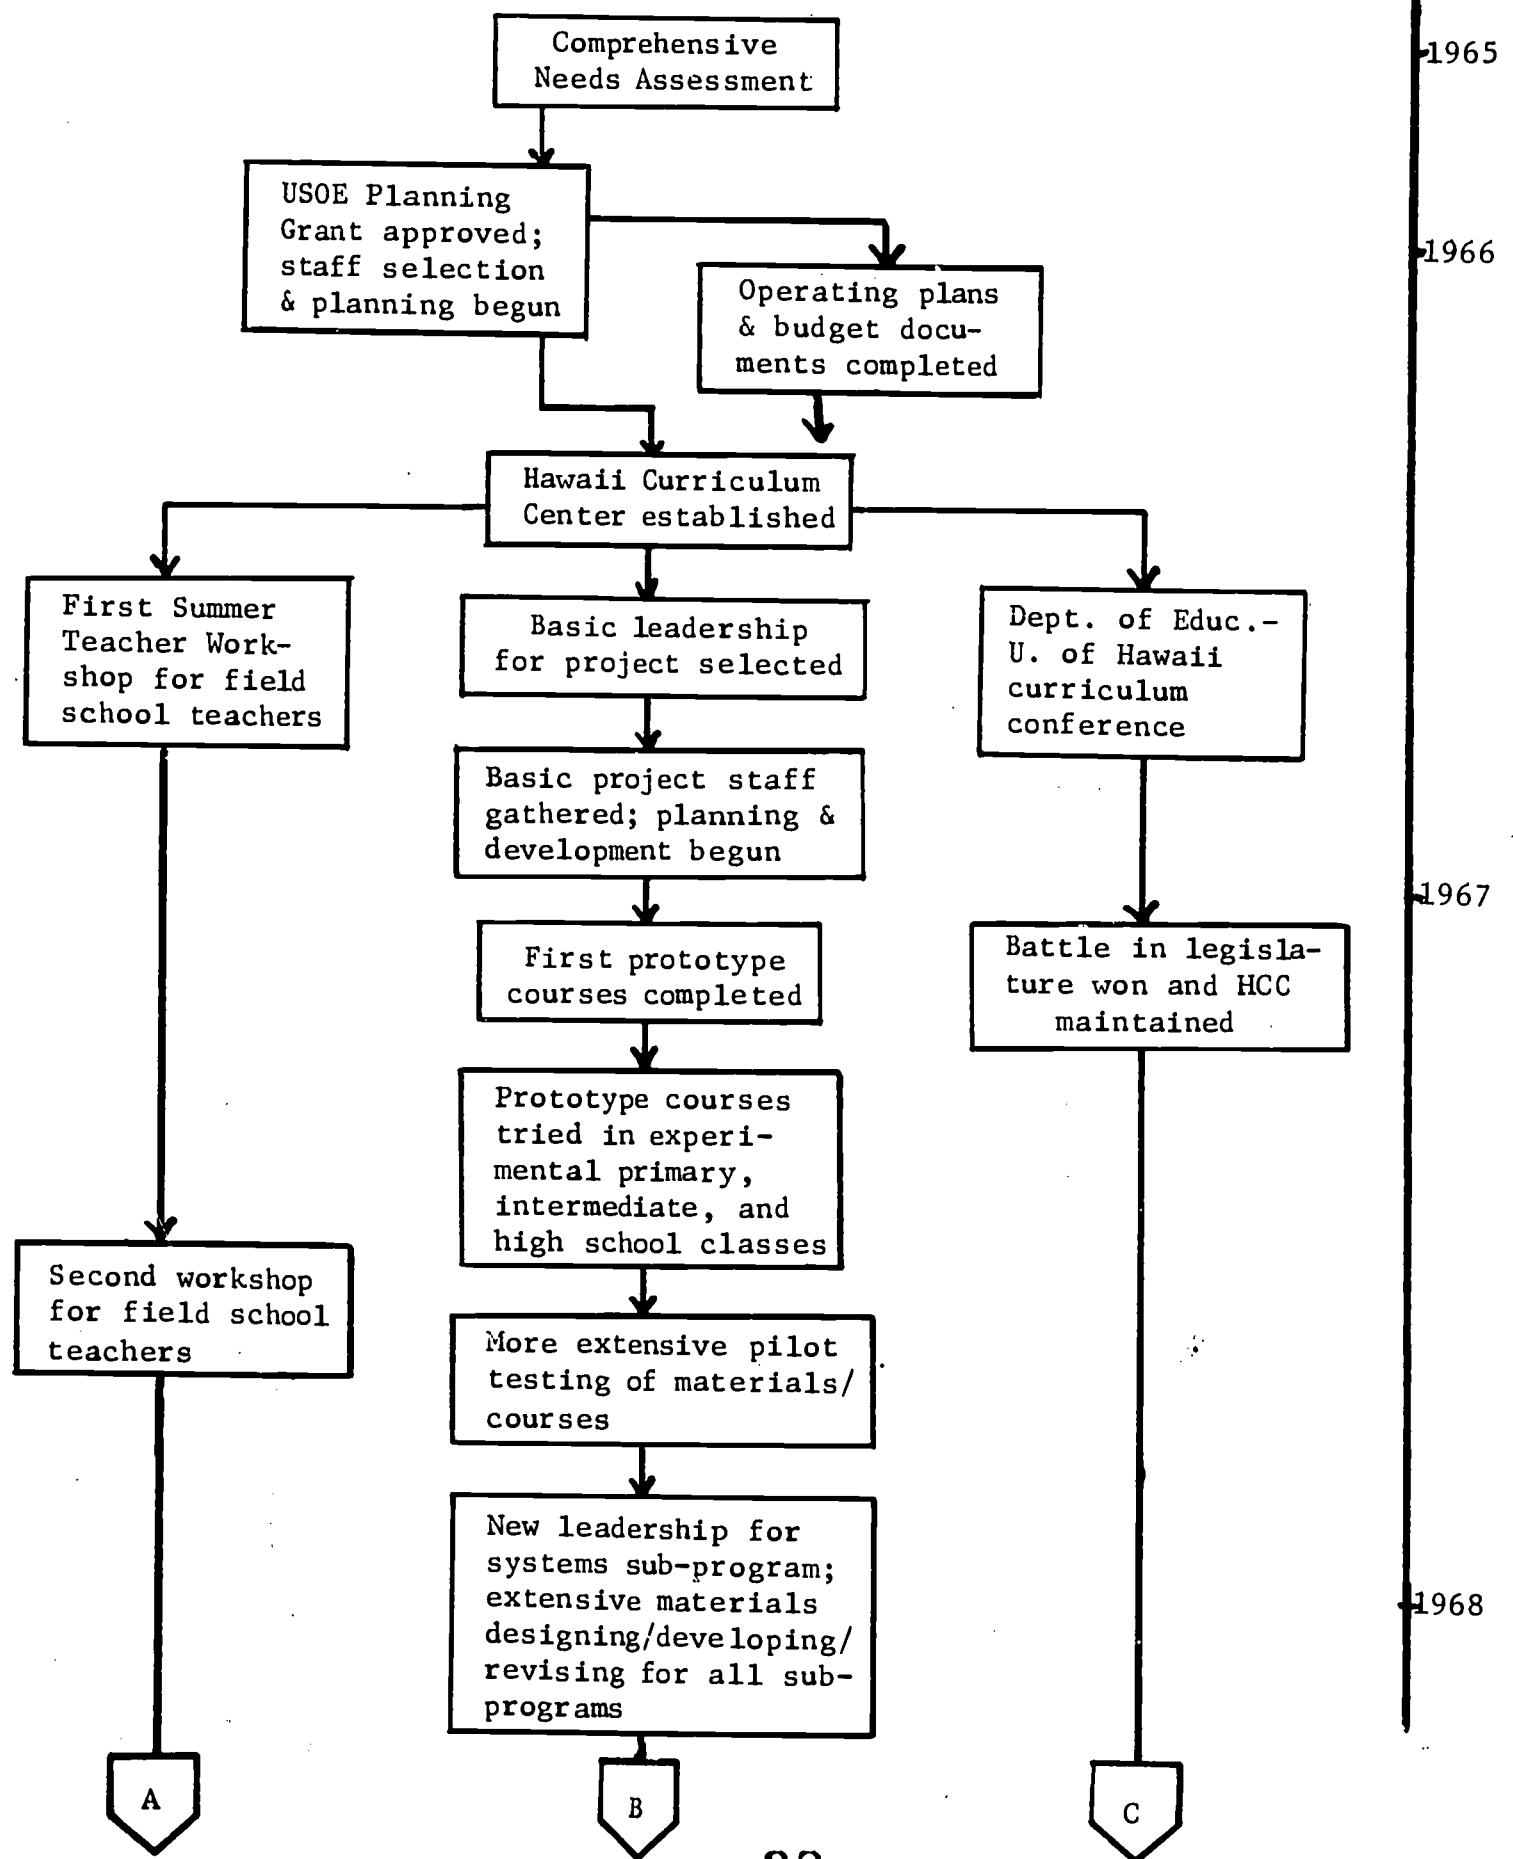 Comprehensive
Needs Assessment
1965
USOE Planning
Grant approved;
staff selection
& planning begun
1966
Operating plans
& budget docu-
ments completed
Hawaii Curriculum
Center established
First Summer
Teacher Work-
shop for field
school teachers
Basic leadership
for project selected
Dept. of Educ.-
U. of Hawaii
curriculum
conference
Basic project staff
gathered; planning &
development begun
1967
First prototype
courses completed
Battle in legisla-
ture won and HCC
maintained
Prototype courses
tried in experi-
mental primary,
intermediate, and
high school classes
Second workshop
for field school
teachers
More extensive pilot
testing of materials/
courses
New leadership for
systems sub-program;
extensive materials
designing/developing/
revising for all sub-
programs
1968
A
B
C